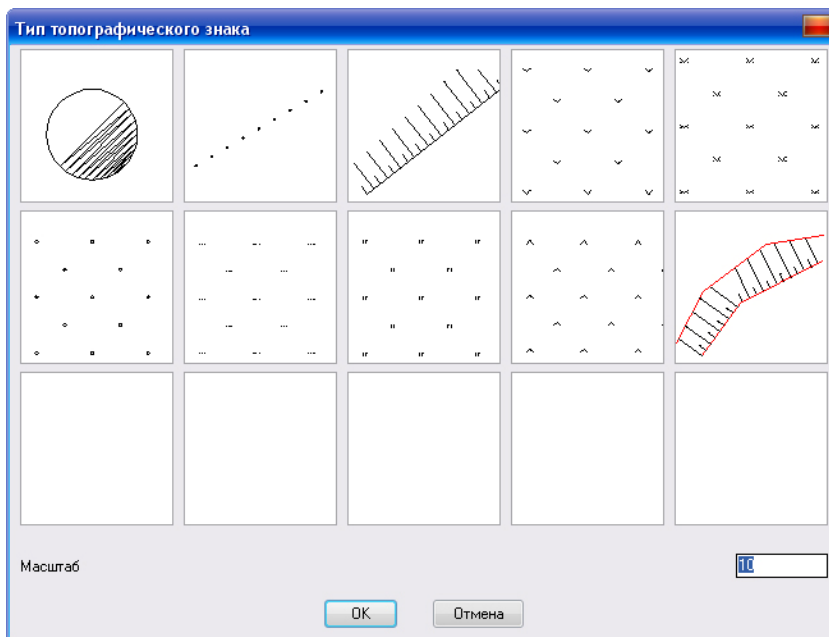 Тип топографического знака
Масштаб
10
OK
Отмена